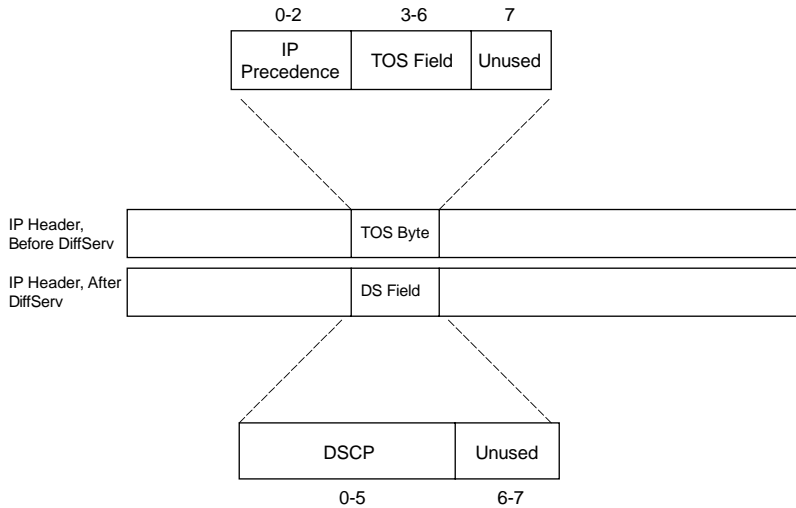 0-2 3-6 7
IP
Precedence
TOS Field
Unused
IP Header,
Before DiffServ
TOS Byte
IP Header, After
DiffServ
DS Field
DSCP
Unused
0-5 6-7